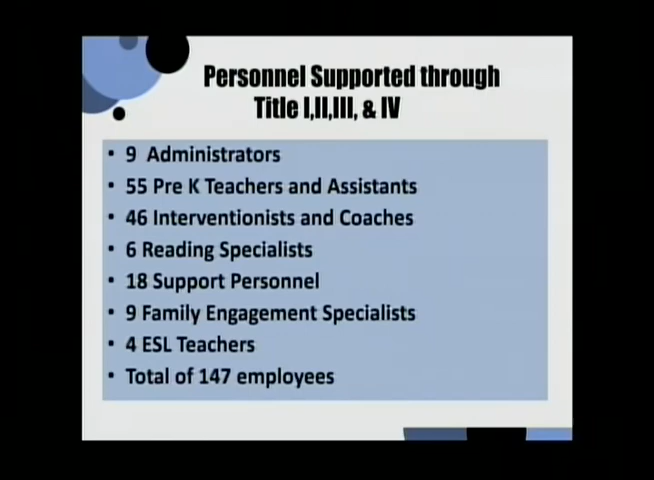 Personnel Supported through
Title I,II,III, & IV
• 9 Administrators
• 55 Pre K Teachers and Assistants
• 46 Interventionists and Coaches
• 6 Reading Specialists
• 18 Support Personnel
• 9 Family Engagement Specialists
• 4 ESL Teachers
• Total of 147 employees